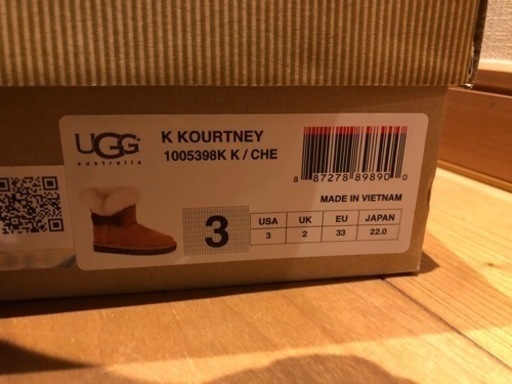 UGG
australia
K KOURTNEY
1005398K K / CHE
8 87278 89890 0
MADE IN VIETNAM
3
USA UK EU JAPAN
3 2 33 22.0